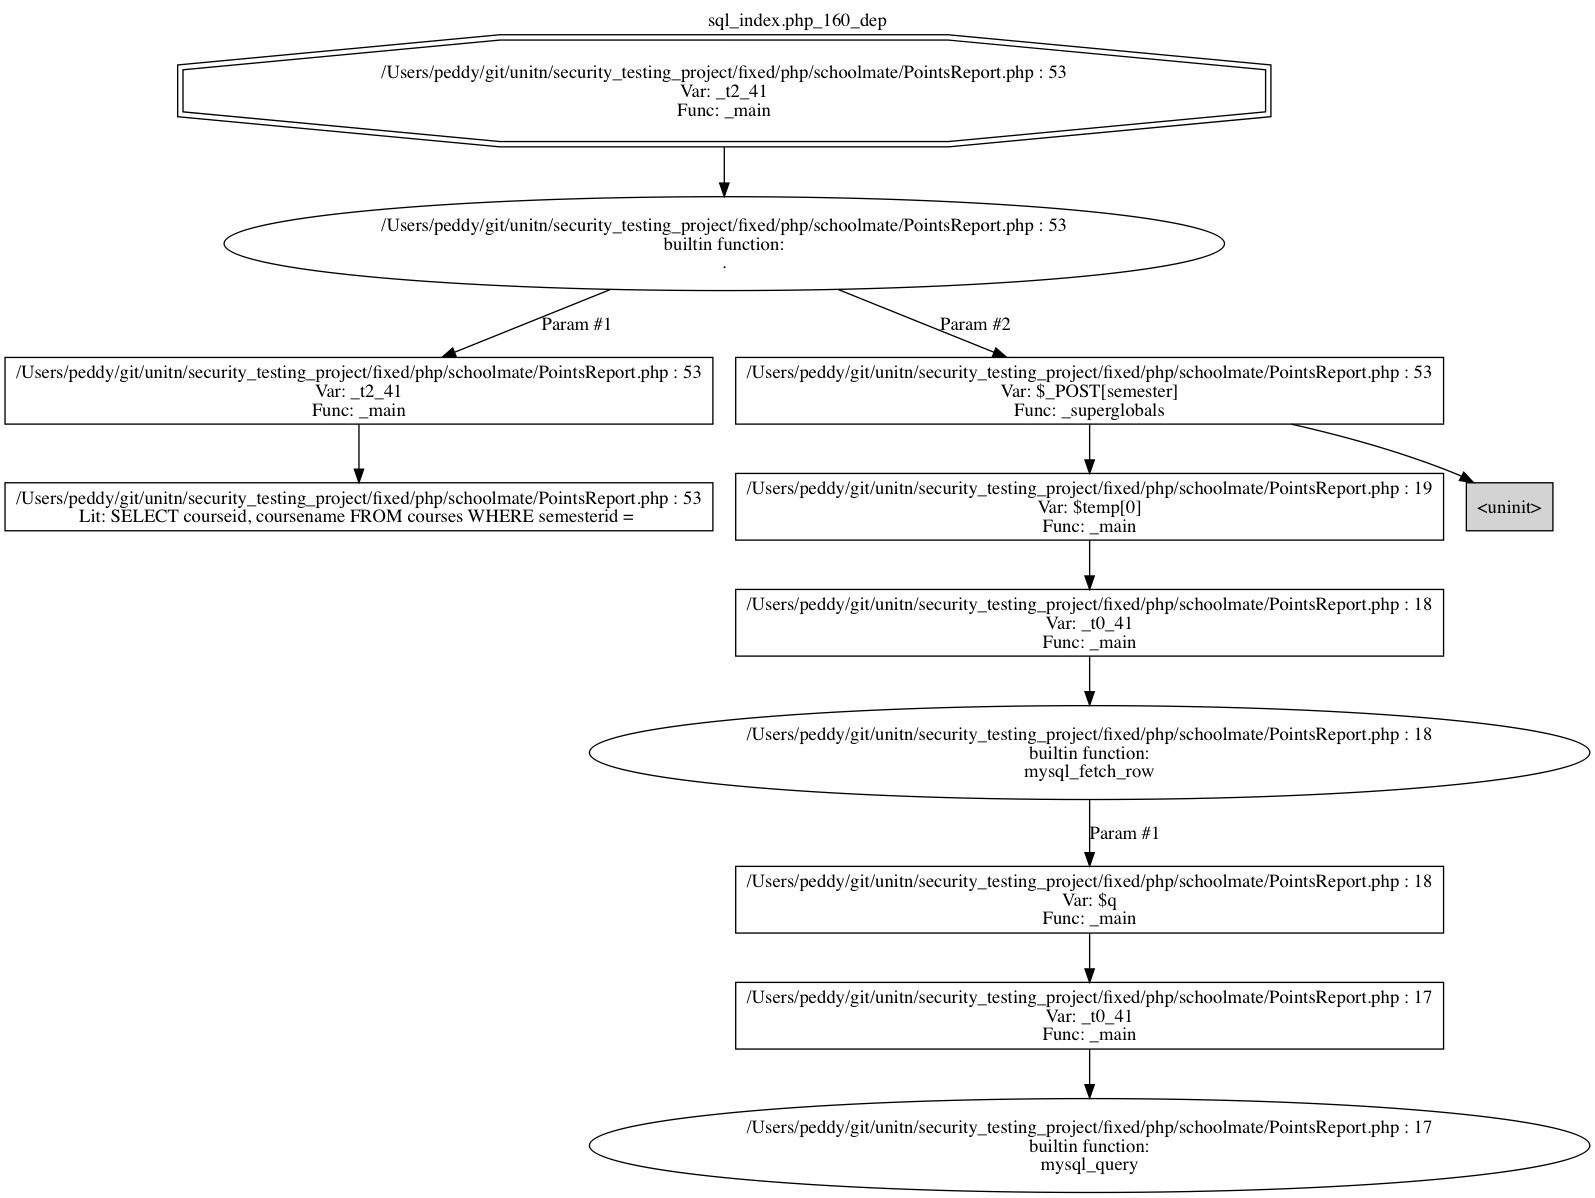 sql_index.php_160_dep
/Users/peddy/git/unitn/security_testing_project/fixed/php/schoolmate/PointsReport.php : 53
Var: _t2_41
Func: _main
/Users/peddy/git/unitn/security_testing_project/fixed/php/schoolmate/PointsReport.php : 53
builtin function:
.
Param #1
Param #2
/Users/peddy/git/unitn/security_testing_project/fixed/php/schoolmate/PointsReport.php : 53
Var: _t2_41
Func: _main
/Users/peddy/git/unitn/security_testing_project/fixed/php/schoolmate/PointsReport.php : 53
Var: $_POST[semester]
Func: _superglobals
/Users/peddy/git/unitn/security_testing_project/fixed/php/schoolmate/PointsReport.php : 53
Lit: SELECT courseid, coursename FROM courses WHERE semesterid =
/Users/peddy/git/unitn/security_testing_project/fixed/php/schoolmate/PointsReport.php : 19
Var: $temp[0]
Func: _main
<uninit>
/Users/peddy/git/unitn/security_testing_project/fixed/php/schoolmate/PointsReport.php : 18
Var: _t0_41
Func: _main
/Users/peddy/git/unitn/security_testing_project/fixed/php/schoolmate/PointsReport.php : 18
builtin function:
mysql_fetch_row
Param #1
/Users/peddy/git/unitn/security_testing_project/fixed/php/schoolmate/PointsReport.php : 18
Var: $q
Func: _main
/Users/peddy/git/unitn/security_testing_project/fixed/php/schoolmate/PointsReport.php : 17
Var: _t0_41
Func: _main
/Users/peddy/git/unitn/security_testing_project/fixed/php/schoolmate/PointsReport.php : 17
builtin function:
mysql_query